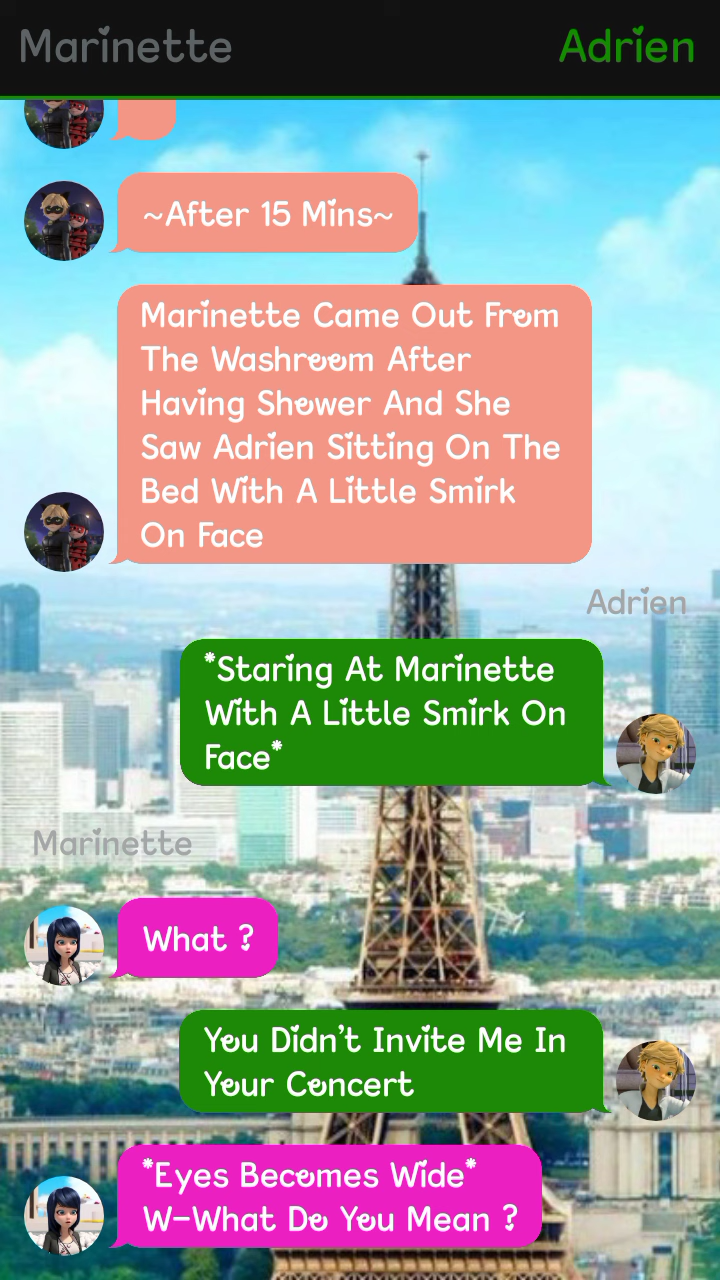 Marinette
Adrien
~After 15 Mins~
Marinette Came Out From
The Washroom After
Having Shower And She
Saw Adrien Sitting On The
Bed With A Little Smirk
On Face
Adrien
*Staring At Marinette
With A Little Smirk On
Face*
Marinette
What ?
You Didn't Invite Me In
Your Concert
*Eyes Becomes Wide*
W-What Do You Mean ?